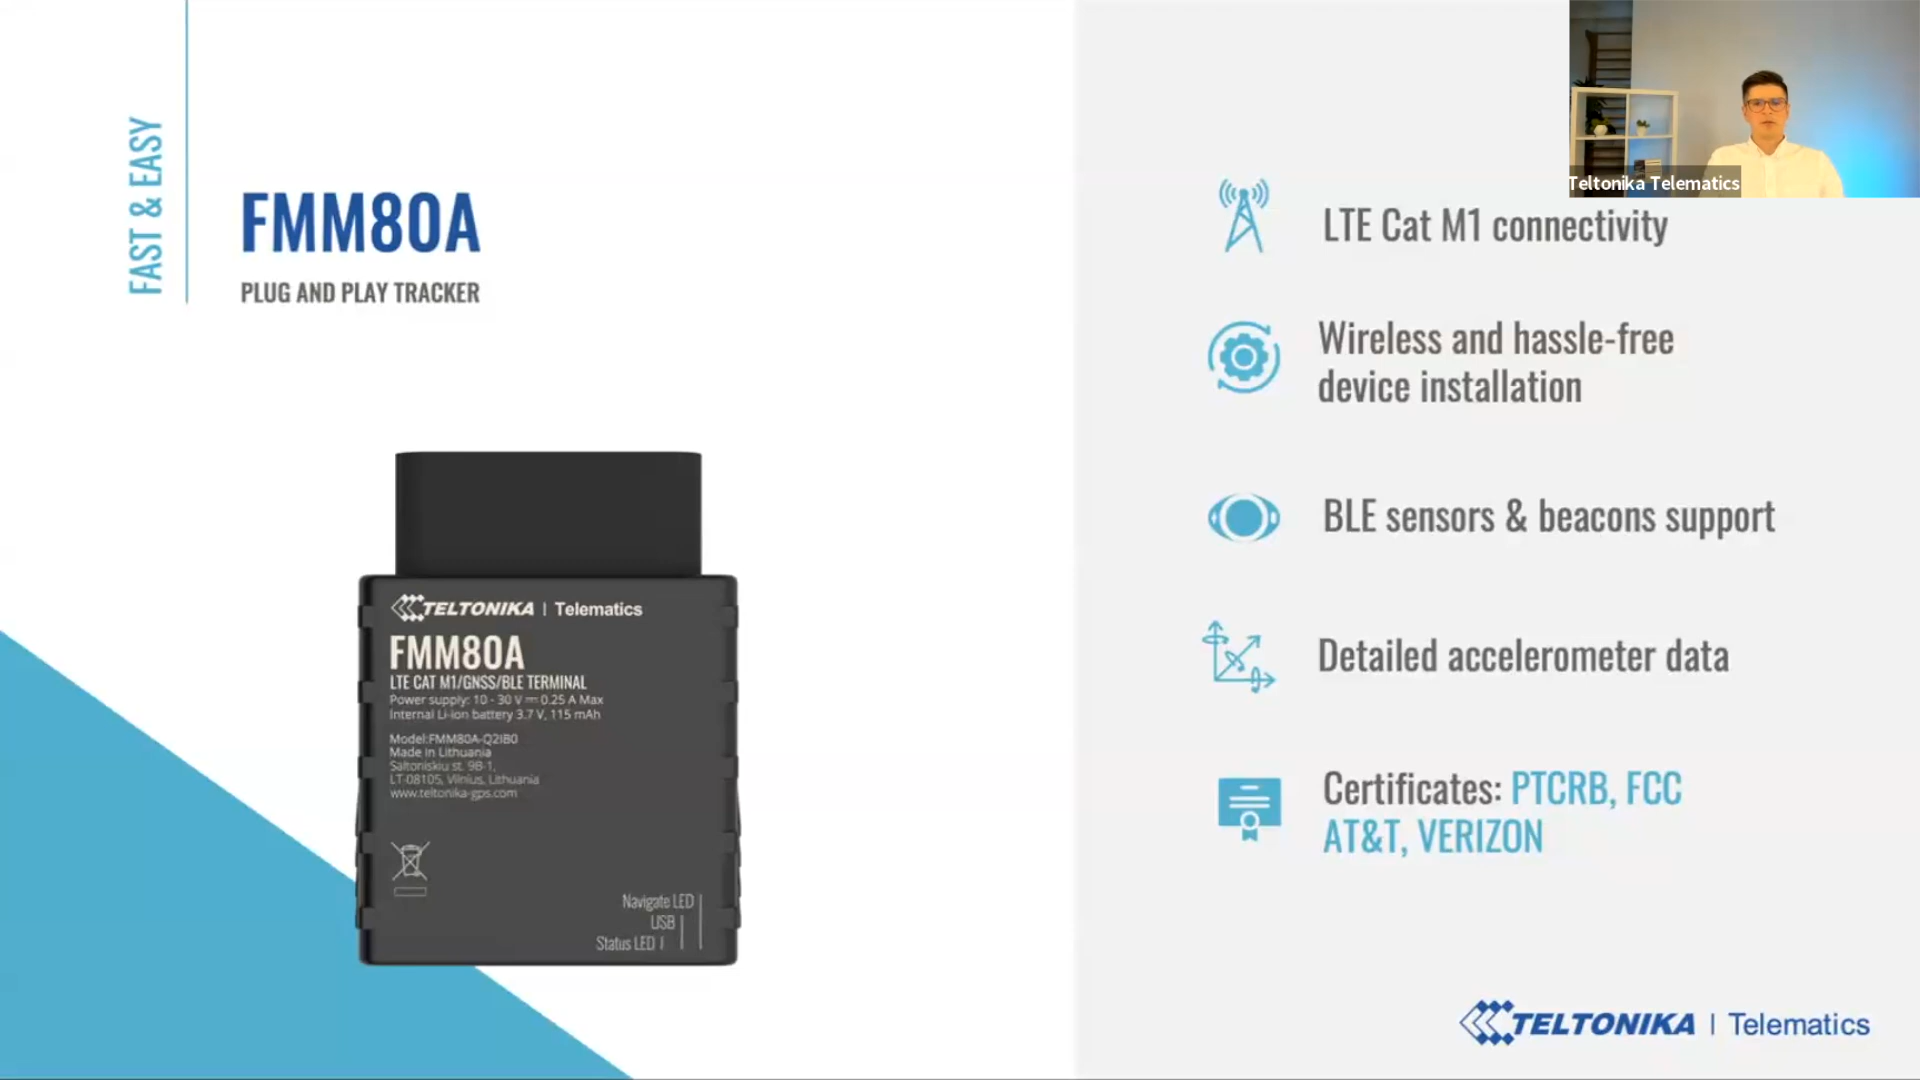 FAST & EASY
FMM80A
PLUG AND PLAY TRACKER
TELTONIKA | Telematics
FMM80A
LTE CAT M1/GNSS/BLE TERMINAL
Power supply: 10 - 30 V ⎓ 0.25 A Max
Internal Li-ion battery 3.7 V, 115 mAh
Model:FMM80A-Q2IB0
Made in Lithuania
Saltoniskiu st. 9B-1,
LT-08105, Vilnius, Lithuania
www.teltonika-gps.com
Navigate LED
USB
Status LED
Teltonika Telematics
LTE Cat M1 connectivity
Wireless and hassle-free
device installation
BLE sensors & beacons support
Detailed accelerometer data
Certificates: PTCRB, FCC
AT&T, VERIZON
TELTONIKA | Telematics